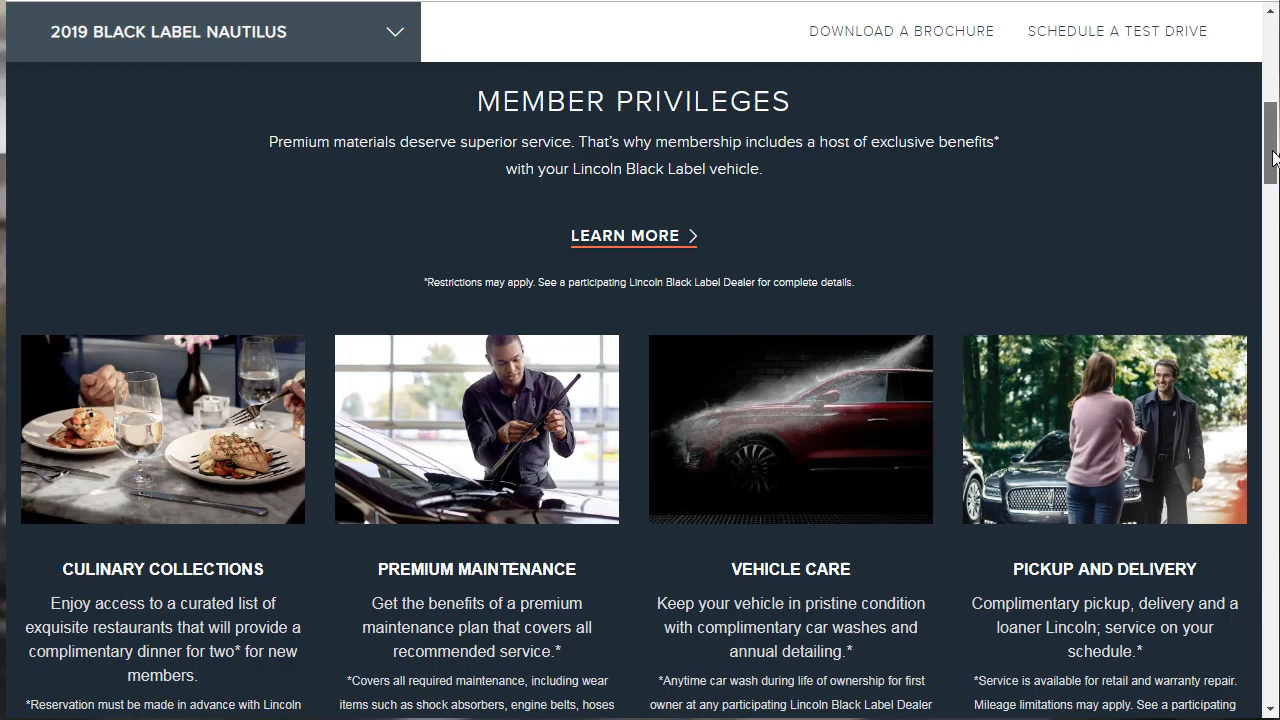 2019 BLACK LABEL NAUTILUS
DOWNLOAD A BROCHURE
SCHEDULE A TEST DRIVE
MEMBER PRIVILEGES
Premium materials deserve superior service. That's why membership includes a host of exclusive benefits*
with your Lincoln Black Label vehicle.
LEARN MORE
*Restrictions may apply. See a participating Lincoln Black Label Dealer for complete details.
CULINARY COLLECTIONS
Enjoy access to a curated list of
exquisite restaurants that will provide a
complimentary dinner for two* for new
members.
*Reservation must be made in advance with Lincoln
PREMIUM MAINTENANCE
Get the benefits of a premium
maintenance plan that covers all
recommended service.*
*Covers all required maintenance, including wear
items such as shock absorbers, engine belts, hoses
VEHICLE CARE
Keep your vehicle in pristine condition
with complimentary car washes and
annual detailing.*
*Anytime car wash during life of ownership for first
owner at any participating Lincoln Black Label Dealer
PICKUP AND DELIVERY
Complimentary pickup, delivery and a
loaner Lincoln; service on your
schedule.*
*Service is available for retail and warranty repair.
Mileage limitations may apply. See a participating